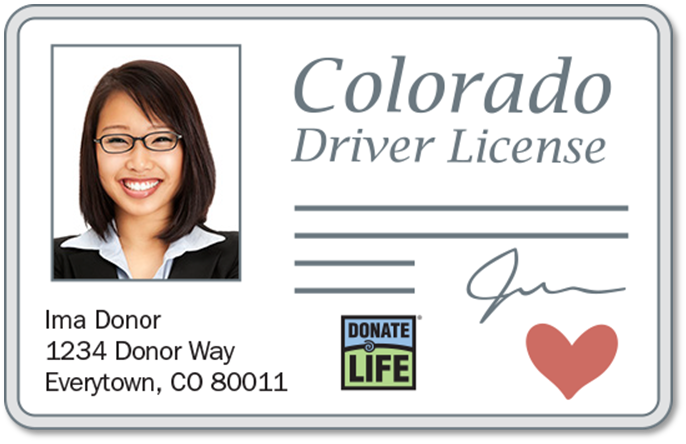 Colorado
Driver License
Ima Donor
1234 Donor Way
Everytown, CO 80011
DONATE
LIFE
®